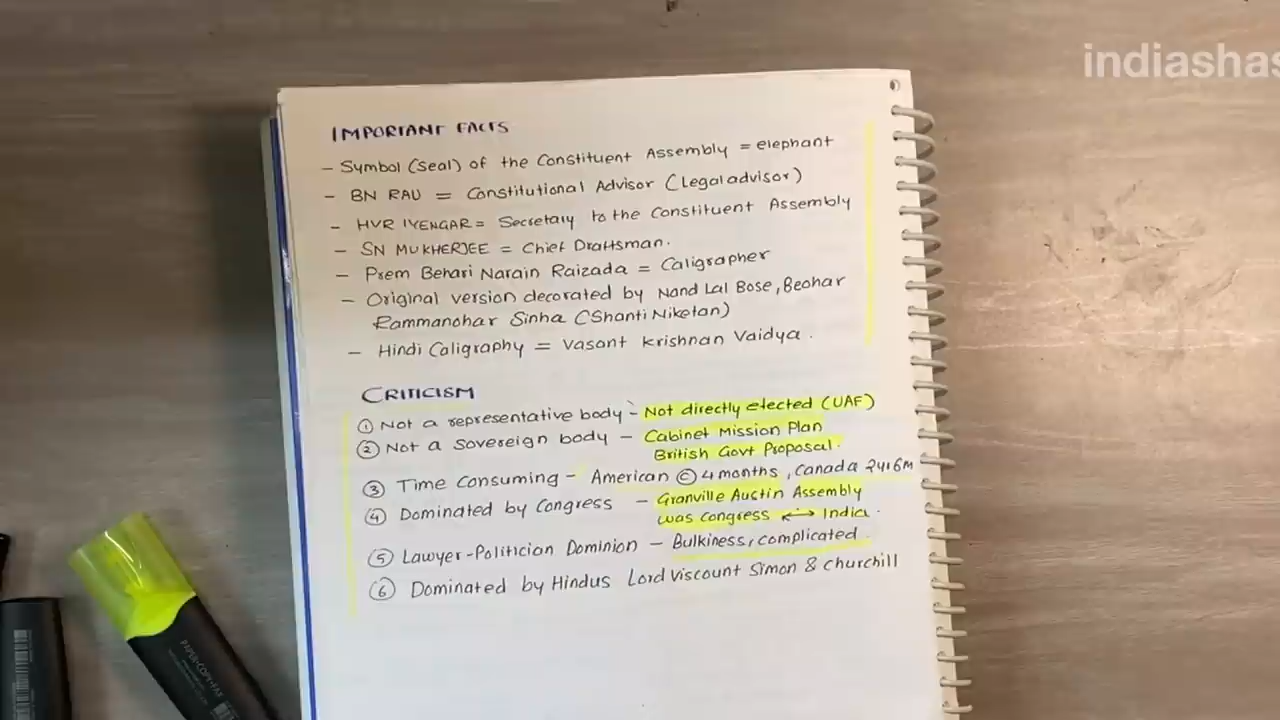 indiashas
IMPORTANT FACTS
- Symbol (Seal) of the Constituent Assembly = elephant
- BN RAU = Constitutional Advisor (Legal advisor)
- HVR IYENGAR = Secretary to the Constituent Assembly
- SN MUKHERJEE = Chief Draftsman.
- Prem Behari Narain Raizada = Caligrapher
- Original version decorated by Nand Lal Bose, Beohar
Rammanohar Sinha (Shanti Niketan)
- Hindi Caligraphy = Vasant Krishnan Vaidya.
CRITICISM
① Not a representative body - Not directly elected (UAF)
② Not a sovereign body - Cabinet Mission Plan
British Govt Proposal.
③ Time Consuming - American © 4 months, Canada 2y16M
④ Dominated by Congress - Granville Austin Assembly
was Congress ↔ India.
⑤ Lawyer-Politician Dominion - Bulkiness, complicated.
⑥ Dominated by Hindus Lord Viscount Simon & Churchill
PAPER-COPY-FAX